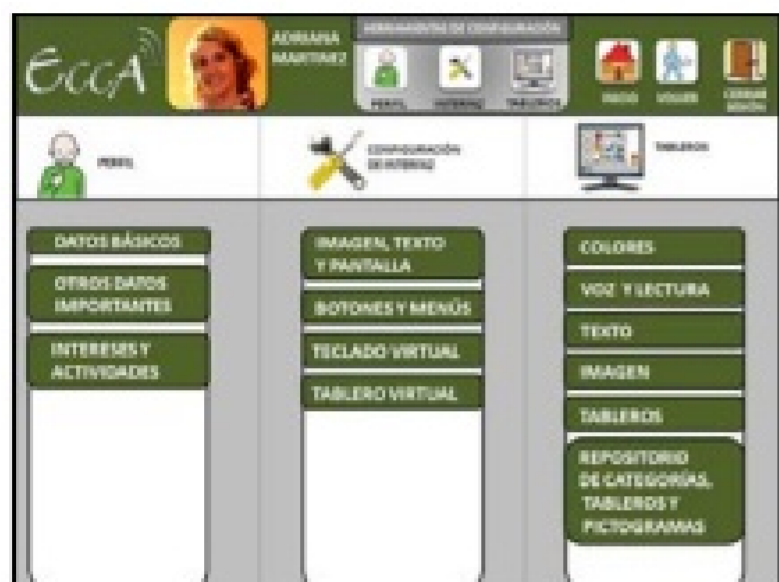 ECCA
ADRIANA
MARTINEZ
HERRAMIENTAS DE CONFIGURACIÓN
PERFIL
INTERFAZ
TABLEROS
INICIO
VOLVER
CERRAR
SESIÓN
PERFIL
CONFIGURACIÓN
DE INTERFAZ
TABLEROS
DATOS BÁSICOS
OTROS DATOS
IMPORTANTES
INTERESES Y
ACTIVIDADES
IMAGEN, TEXTO
Y PANTALLA
BOTONES Y MENÚS
TECLADO VIRTUAL
TABLERO VIRTUAL
COLORES
VOZ Y LECTURA
TEXTO
IMAGEN
TABLEROS
REPOSITORIO
DE CATEGORÍAS,
TABLEROS Y
PICTOGRAMAS